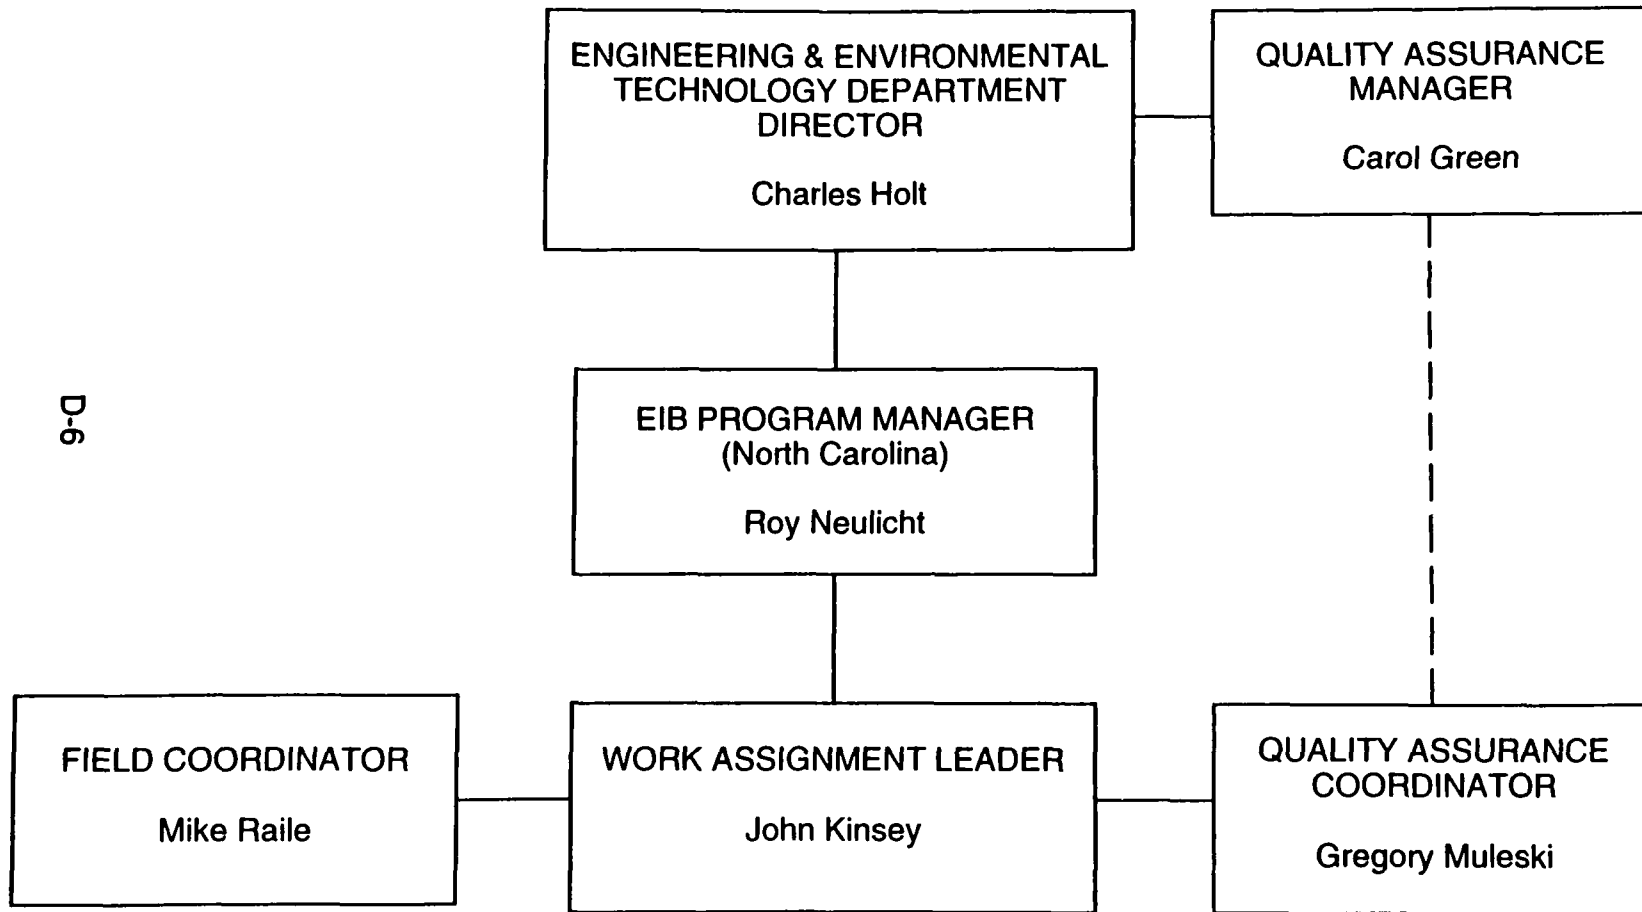 ENGINEERING & ENVIRONMENTAL
TECHNOLOGY DEPARTMENT
DIRECTOR
Charles Holt
QUALITY ASSURANCE
MANAGER
Carol Green
D-6
EIB PROGRAM MANAGER
(North Carolina)
Roy Neulicht
FIELD COORDINATOR
Mike Raile
WORK ASSIGNMENT LEADER
John Kinsey
QUALITY ASSURANCE
COORDINATOR
Gregory Muleski